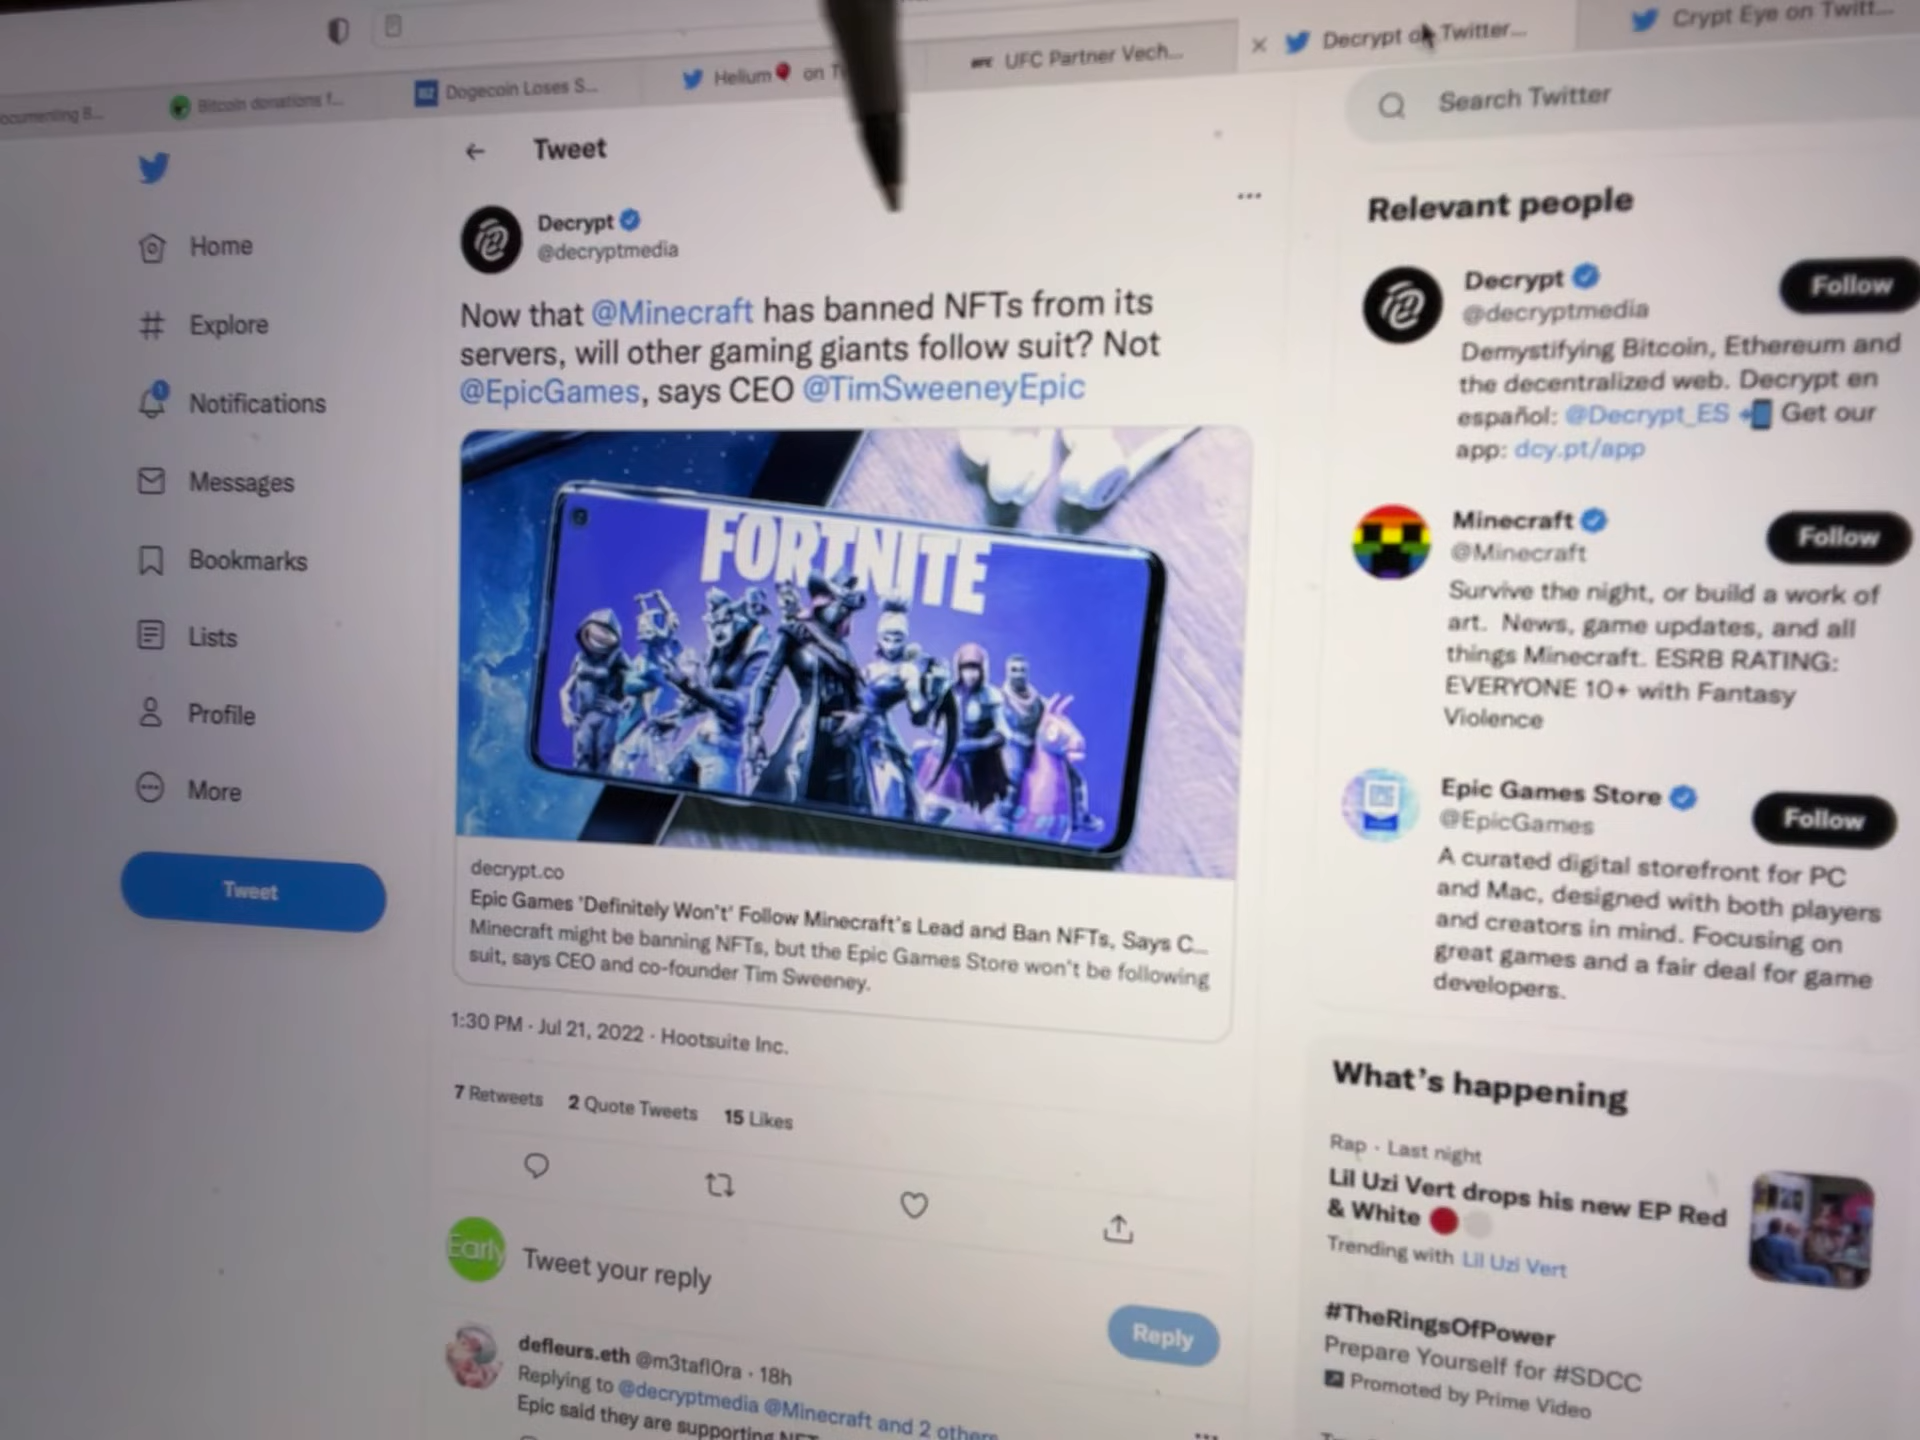 ocumenting B...
Bitcoin donations f...
Dogecoin Loses S...
Helium on T
UFC Partner Vech...
Decrypt on Twitter...
Crypt Eye on Twitt...
Search Twitter
Home
Explore
Notifications
Messages
Bookmarks
Lists
Profile
More
Tweet
← Tweet
Decrypt
@decryptmedia
Now that @Minecraft has banned NFTs from its
servers, will other gaming giants follow suit? Not
@EpicGames, says CEO @TimSweeneyEpic
FORTNITE
decrypt.co
Epic Games 'Definitely Won't' Follow Minecraft's Lead and Ban NFTs, Says C...
Minecraft might be banning NFTs, but the Epic Games Store won't be following
suit, says CEO and co-founder Tim Sweeney.
1:30 PM · Jul 21, 2022 · Hootsuite Inc.
7 Retweets 2 Quote Tweets 15 Likes
Early
Tweet your reply
Reply
defleurs.eth @m3tafl0ra · 18h
Replying to @decryptmedia @Minecraft and 2 others
Epic said they are supporting
Relevant people
Decrypt
@decryptmedia
Follow
Demystifying Bitcoin, Ethereum and
the decentralized web. Decrypt en
español: @Decrypt_ES 📲 Get our
app: dcy.pt/app
Minecraft
@Minecraft
Follow
Survive the night, or build a work of
art. News, game updates, and all
things Minecraft. ESRB RATING:
EVERYONE 10+ with Fantasy
Violence
Epic Games Store
@EpicGames
Follow
A curated digital storefront for PC
and Mac, designed with both players
and creators in mind. Focusing on
great games and a fair deal for game
developers.
What's happening
Rap · Last night
Lil Uzi Vert drops his new EP Red
& White
Trending with Lil Uzi Vert
#TheRingsOfPower
Prepare Yourself for #SDCC
Promoted by Prime Video